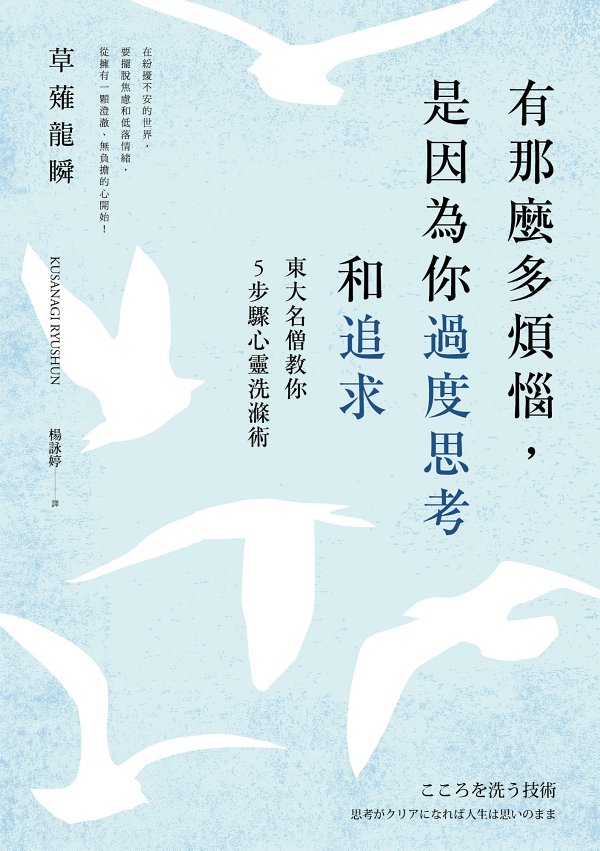 有那麼多煩惱，
是因為你過度思考
和追求
東大名僧教你
5步驟心靈洗滌術
在紛擾不安的世界，
要擺脫焦慮和低落情緒，
從擁有一顆澄澈、無負擔的心開始！
草薙龍瞬
KUSANAGI RYUSHUN
楊詠婷——譯
こころを洗う技術
思考がクリアになれば人生は思いのまま